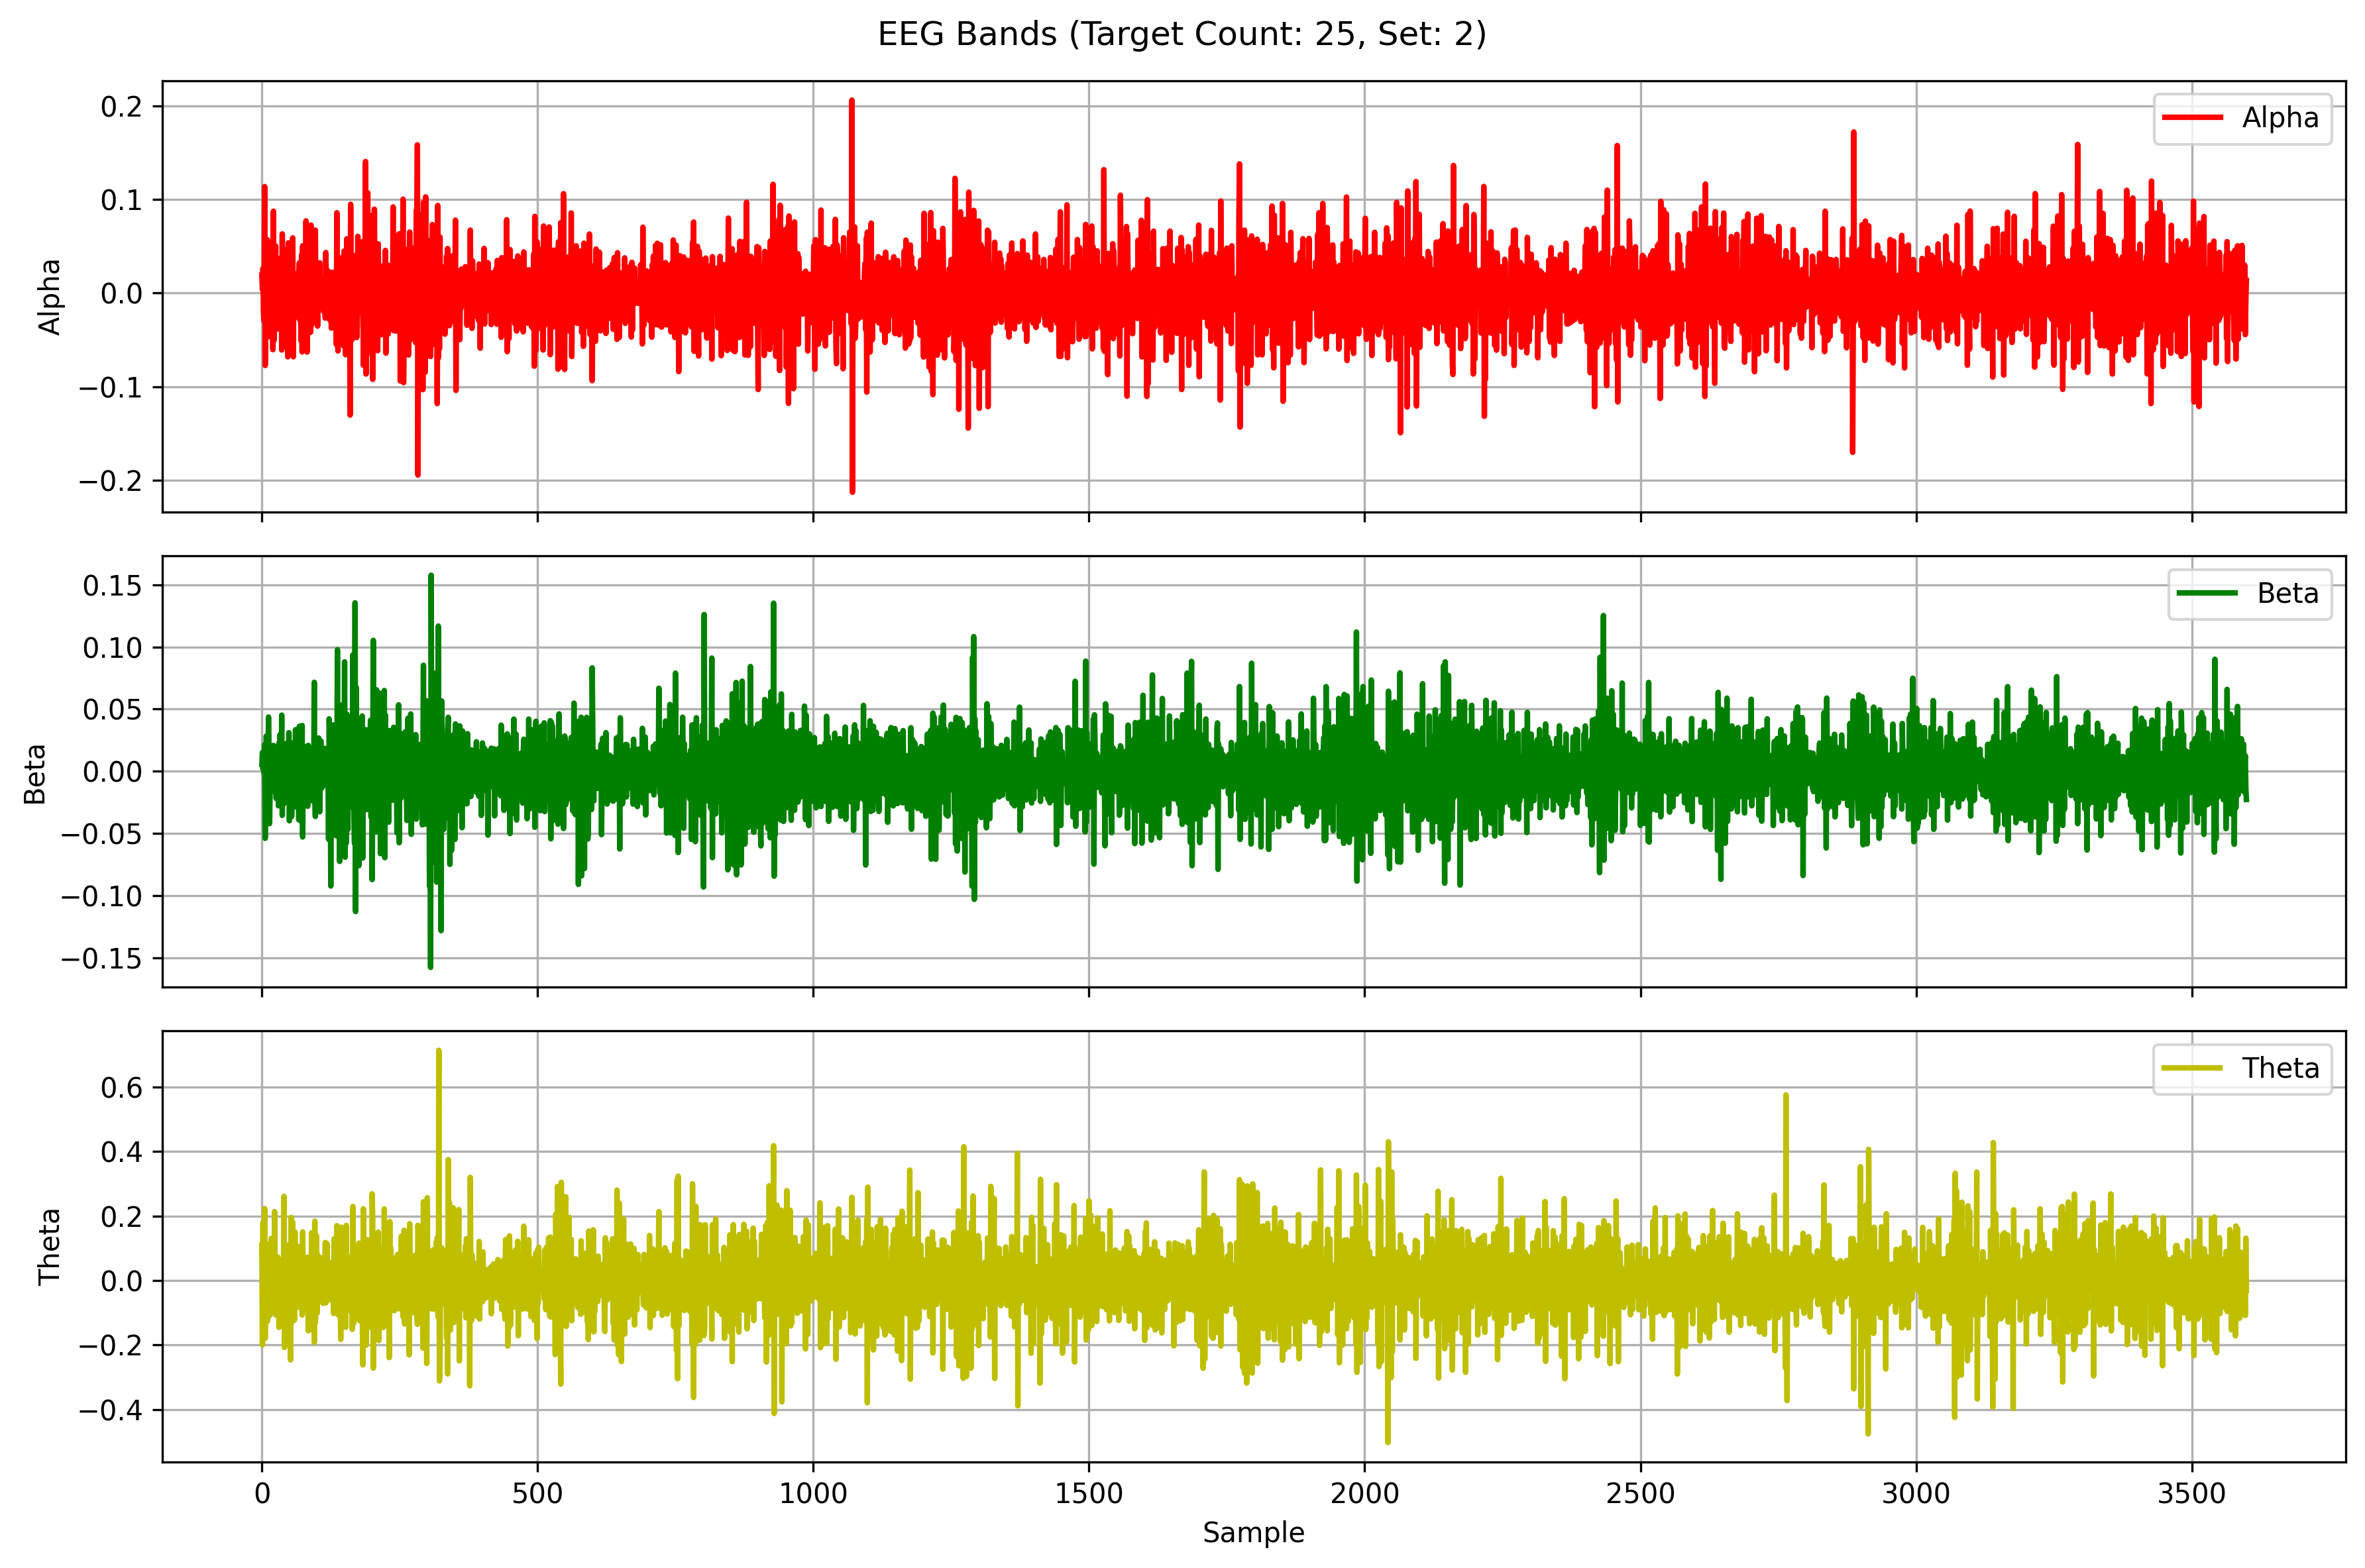 EEG Bands (Target Count: 25, Set: 2)
Alpha
0.2
0.1
0.0
−0.1
−0.2
Alpha
Beta
0.15
0.10
0.05
0.00
−0.05
−0.10
−0.15
Beta
Theta
0.6
0.4
0.2
0.0
−0.2
−0.4
Theta
0 500 1000 1500 2000 2500 3000 3500
Sample